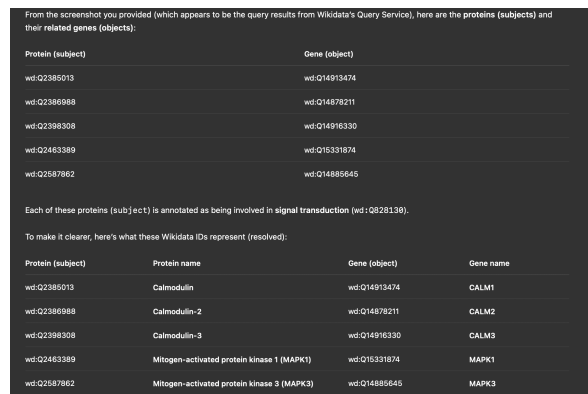 From the screenshot you provided (which appears to be the query results from Wikidata's Query Service), here are the proteins (subjects) and
their related genes (objects):
Protein (subject) Gene (object)
wd:Q2385013 wd:Q14913474
wd:Q2386988 wd:Q14878211
wd:Q2398308 wd:Q14916330
wd:Q2463389 wd:Q15331874
wd:Q2587862 wd:Q14885645
Each of these proteins (subject) is annotated as being involved in signal transduction (wd:Q828130).
To make it clearer, here's what these Wikidata IDs represent (resolved):
Protein (subject) Protein name Gene (object) Gene name
wd:Q2385013 Calmodulin wd:Q14913474 CALM1
wd:Q2386988 Calmodulin-2 wd:Q14878211 CALM2
wd:Q2398308 Calmodulin-3 wd:Q14916330 CALM3
wd:Q2463389 Mitogen-activated protein kinase 1 (MAPK1) wd:Q15331874 MAPK1
wd:Q2587862 Mitogen-activated protein kinase 3 (MAPK3) wd:Q14885645 MAPK3